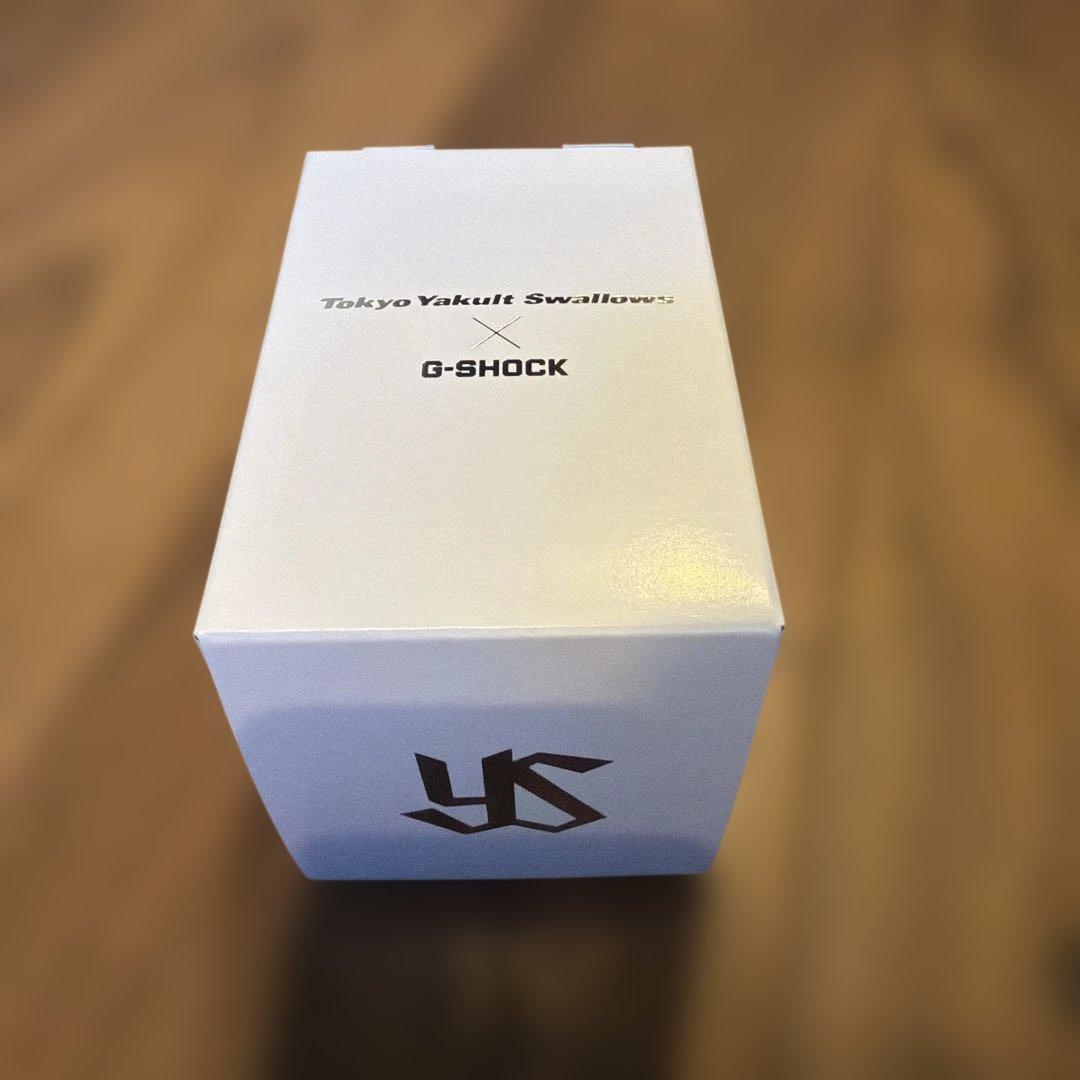 Tokyo Yakult Swallows
×
G-SHOCK
YS